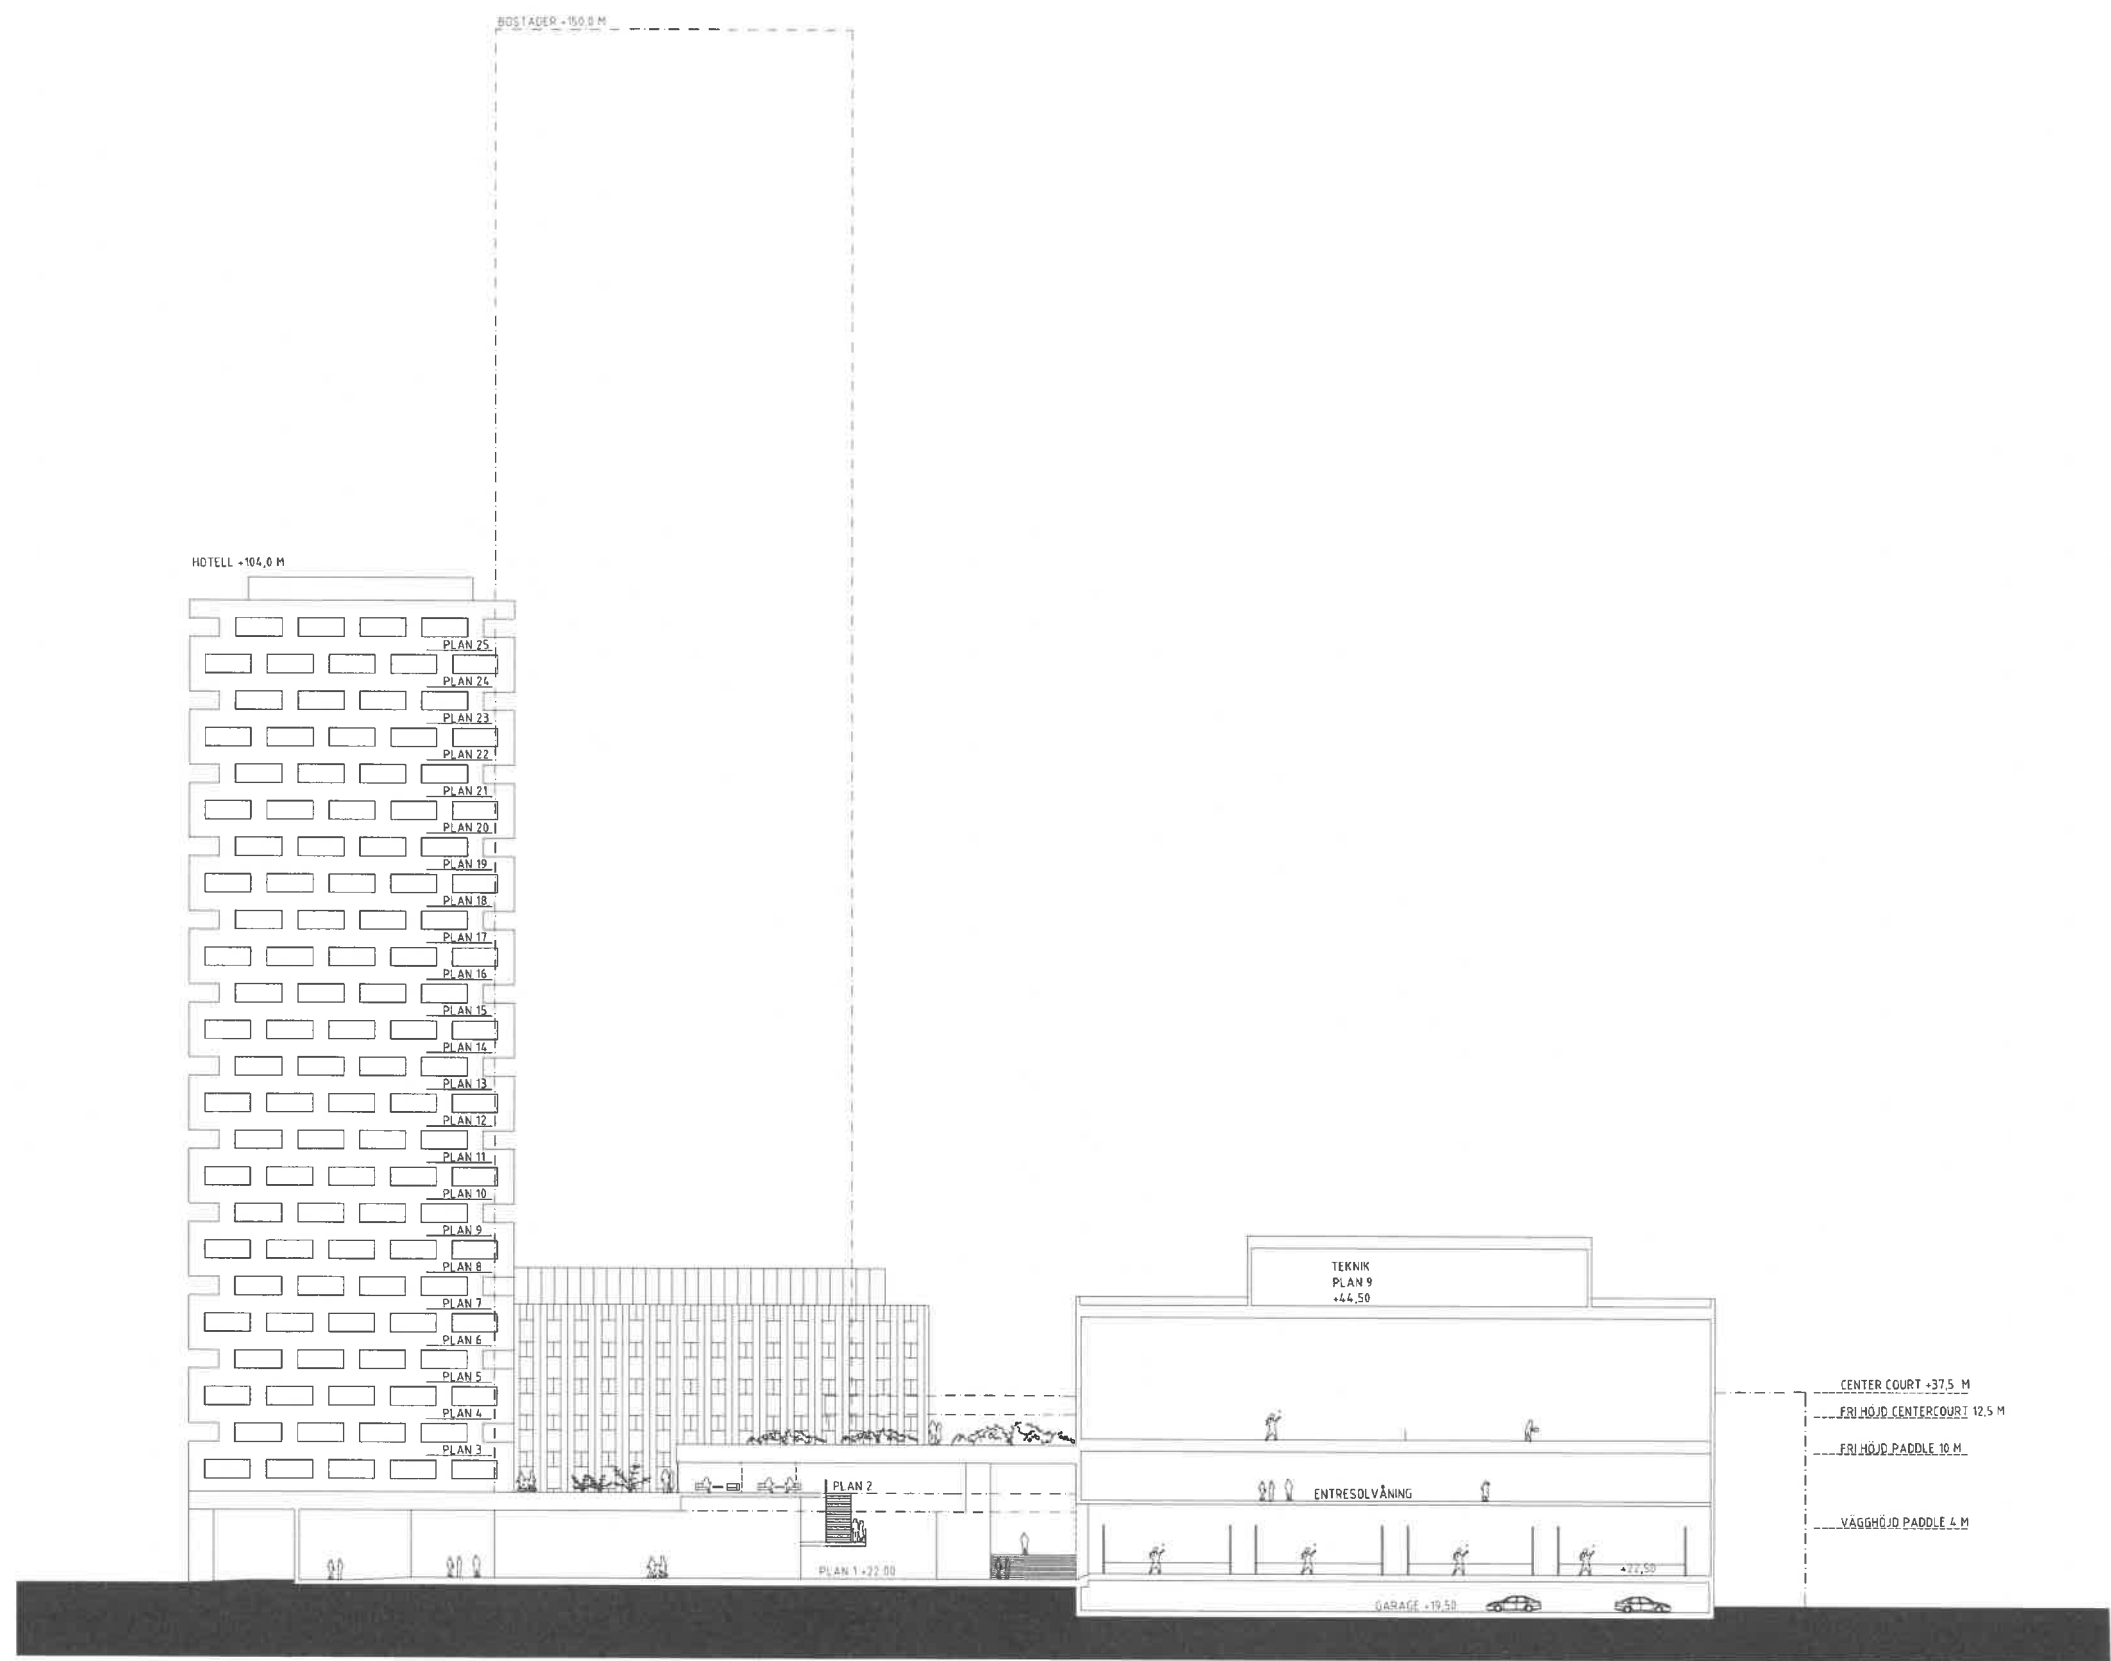 BOSTÄDER +150,0 M
HOTELL +104,0 M
PLAN 25
PLAN 24
PLAN 23
PLAN 22
PLAN 21
PLAN 20
PLAN 19
PLAN 18
PLAN 17
PLAN 16
PLAN 15
PLAN 14
PLAN 13
PLAN 12
PLAN 11
PLAN 10
PLAN 9
PLAN 8
PLAN 7
PLAN 6
PLAN 5
PLAN 4
PLAN 3
PLAN 2
PLAN 1 +22.00
TEKNIK
PLAN 9
+44,50
ENTRESOLVÅNING
+22,50
GARAGE +19,50
CENTER COURT +37,5 M
FRI HÖJD CENTERCOURT 12,5 M
FRI HÖJD PADDLE 10 M
VÄGGHÖJD PADDLE 4 M